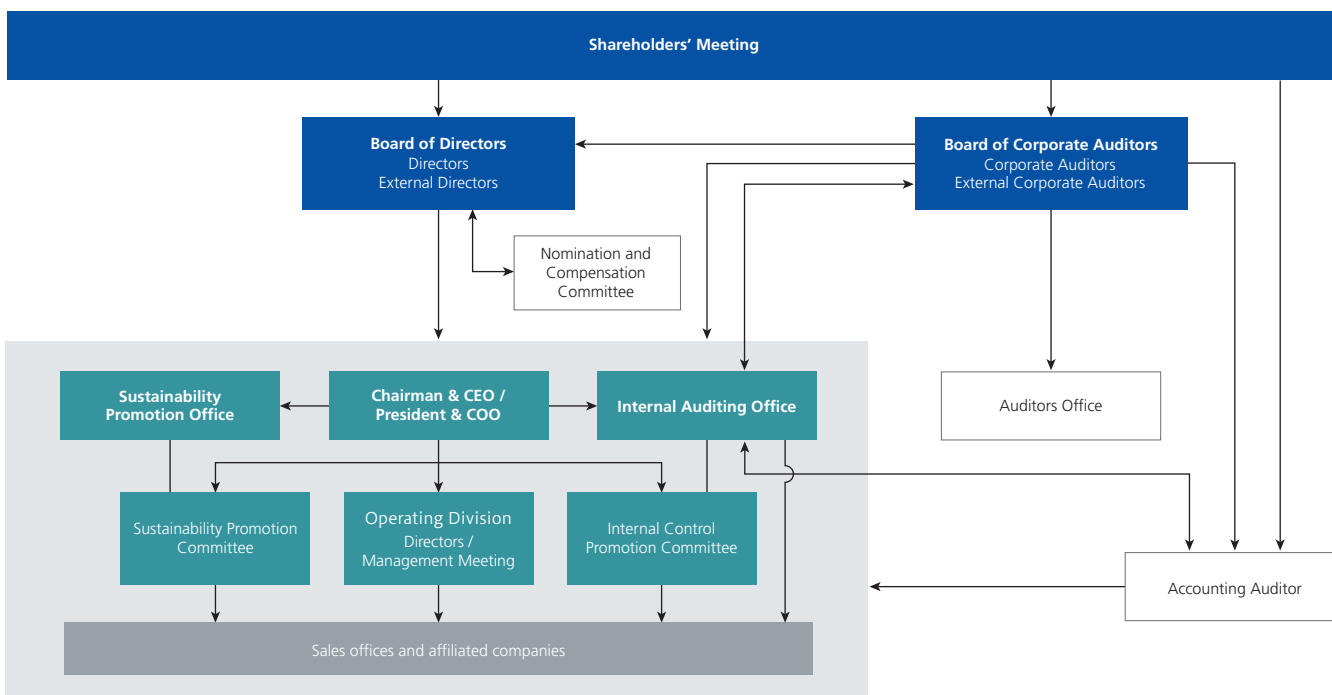 Shareholders’ Meeting
Board of Directors
Directors
External Directors
Board of Corporate Auditors
Corporate Auditors
External Corporate Auditors
Nomination and
Compensation
Committee
Sustainability
Promotion Office
Chairman & CEO /
President & COO
Internal Auditing Office
Auditors Office
Sustainability Promotion
Committee
Operating Division
Directors /
Management Meeting
Internal Control
Promotion Committee
Accounting Auditor
Sales offices and affiliated companies